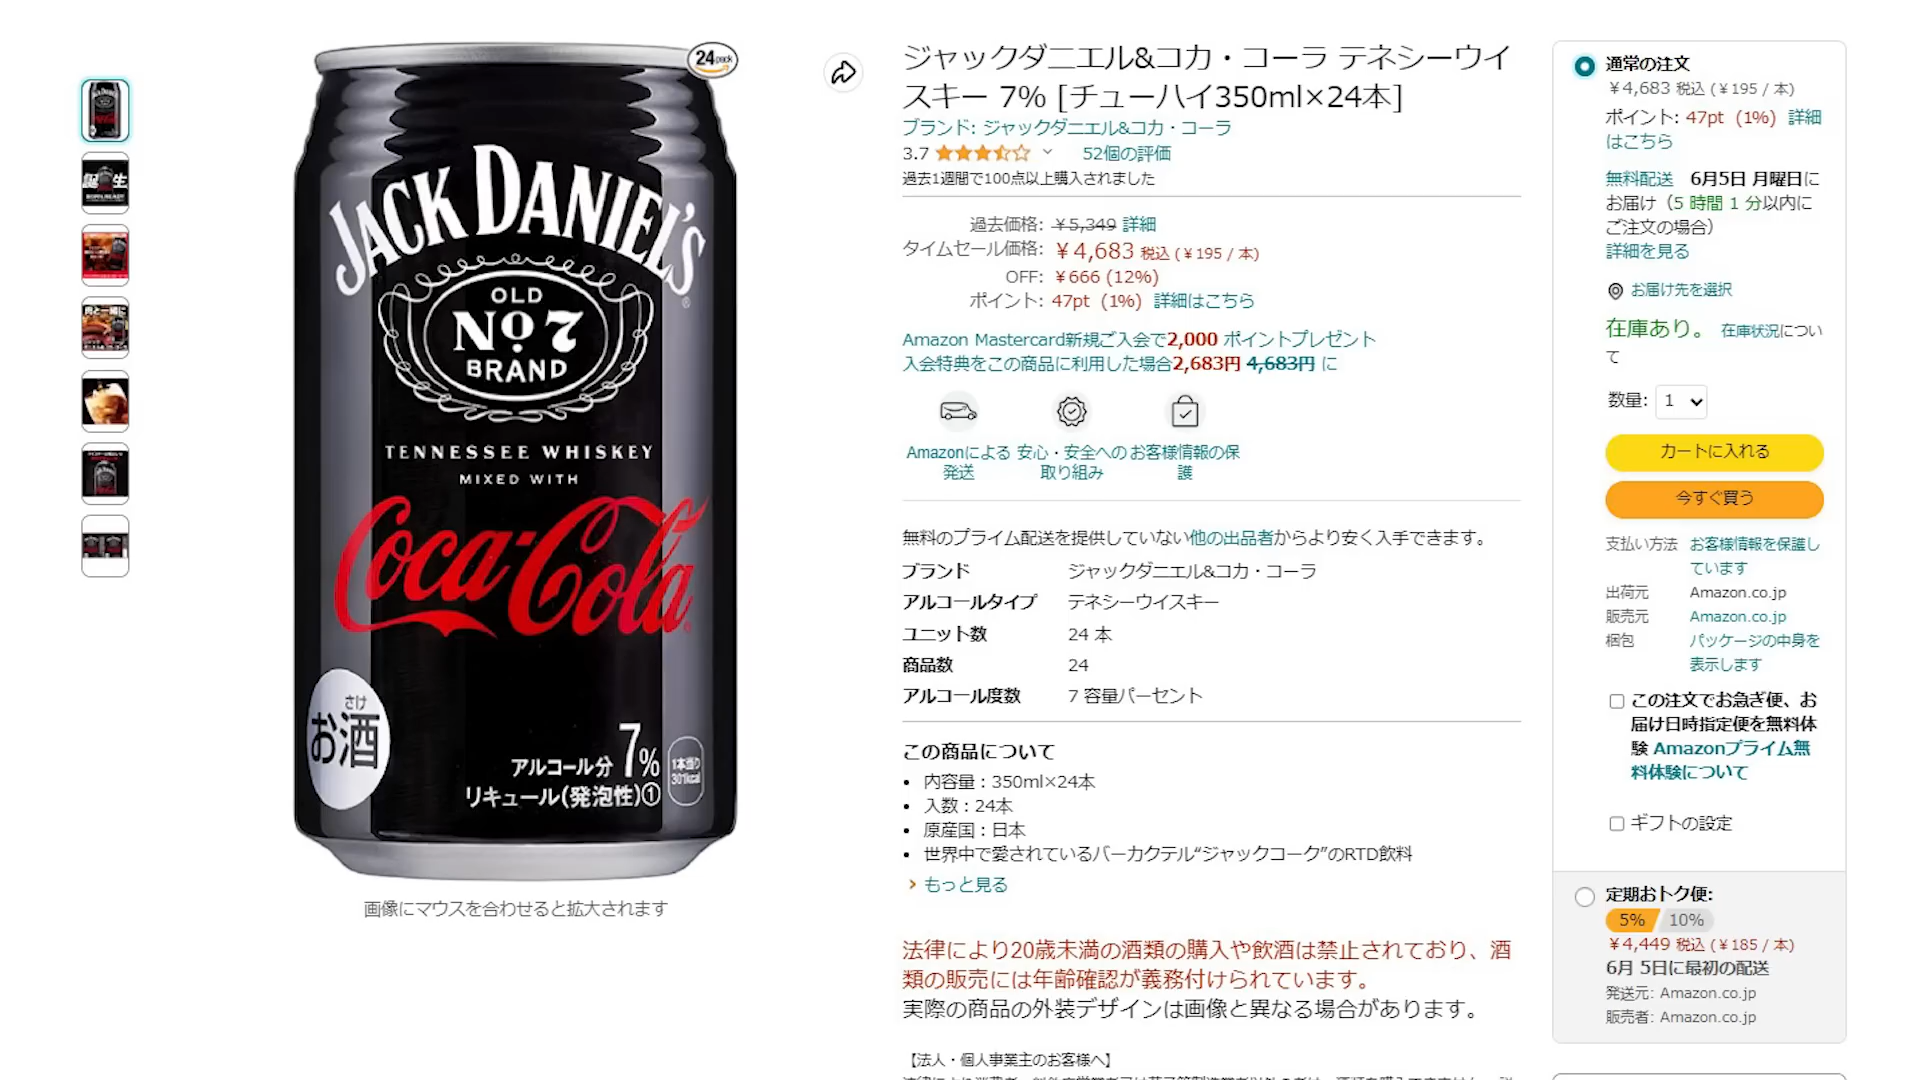 24 pack
JACK DANIEL'S
OLD
No. 7
BRAND
TENNESSEE WHISKEY
MIXED WITH
Coca-Cola
さけ
お酒
アルコール分 7%
リキュール(発泡性)①
1本当り
301kcal
画像にマウスを合わせると拡大されます
ジャックダニエル&コカ・コーラ テネシーウイ
スキー 7% [チューハイ350ml×24本]
ブランド: ジャックダニエル&コカ・コーラ
3.7 52個の評価
過去1週間で100点以上購入されました
過去価格: ¥5,349 詳細
タイムセール価格: ¥4,683 税込 (¥195 / 本)
OFF: ¥666 (12%)
ポイント: 47pt (1%) 詳細はこちら
Amazon Mastercard新規ご入会で2,000 ポイントプレゼント
入会特典をこの商品に利用した場合2,683円 4,683円 に
Amazonによる発送
安心・安全への取り組み
お客様情報の保護
無料のプライム配送を提供していない他の出品者からより安く入手できます。
ブランド ジャックダニエル&コカ・コーラ
アルコールタイプ テネシーウイスキー
ユニット数 24 本
商品数 24
アルコール度数 7 容量パーセント
この商品について
内容量：350ml×24本
入数：24本
原産国：日本
世界中で愛されているバーカクテル“ジャックコーク”のRTD飲料
もっと見る
法律により20歳未満の酒類の購入や飲酒は禁止されており、酒
類の販売には年齢確認が義務付けられています。
実際の商品の外装デザインは画像と異なる場合があります。
【法人・個人事業主のお客様へ】
通常の注文
¥4,683 税込 (¥195 / 本)
ポイント: 47pt (1%) 詳細
はこちら
無料配送 6月5日 月曜日に
お届け（5 時間 1 分以内に
ご注文の場合）
詳細を見る
お届け先を選択
在庫あり。 在庫状況につい
て
数量: 1
カートに入れる
今すぐ買う
支払い方法 お客様情報を保護し
ています
出荷元 Amazon.co.jp
販売元 Amazon.co.jp
梱包 パッケージの中身を
表示します
この注文でお急ぎ便、お
届け日時指定便を無料体
験 Amazonプライム無
料体験について
ギフトの設定
定期おトク便:
5% 10%
¥4,449 税込 (¥185 / 本)
6月 5日に最初の配送
発送元: Amazon.co.jp
販売者: Amazon.co.jp